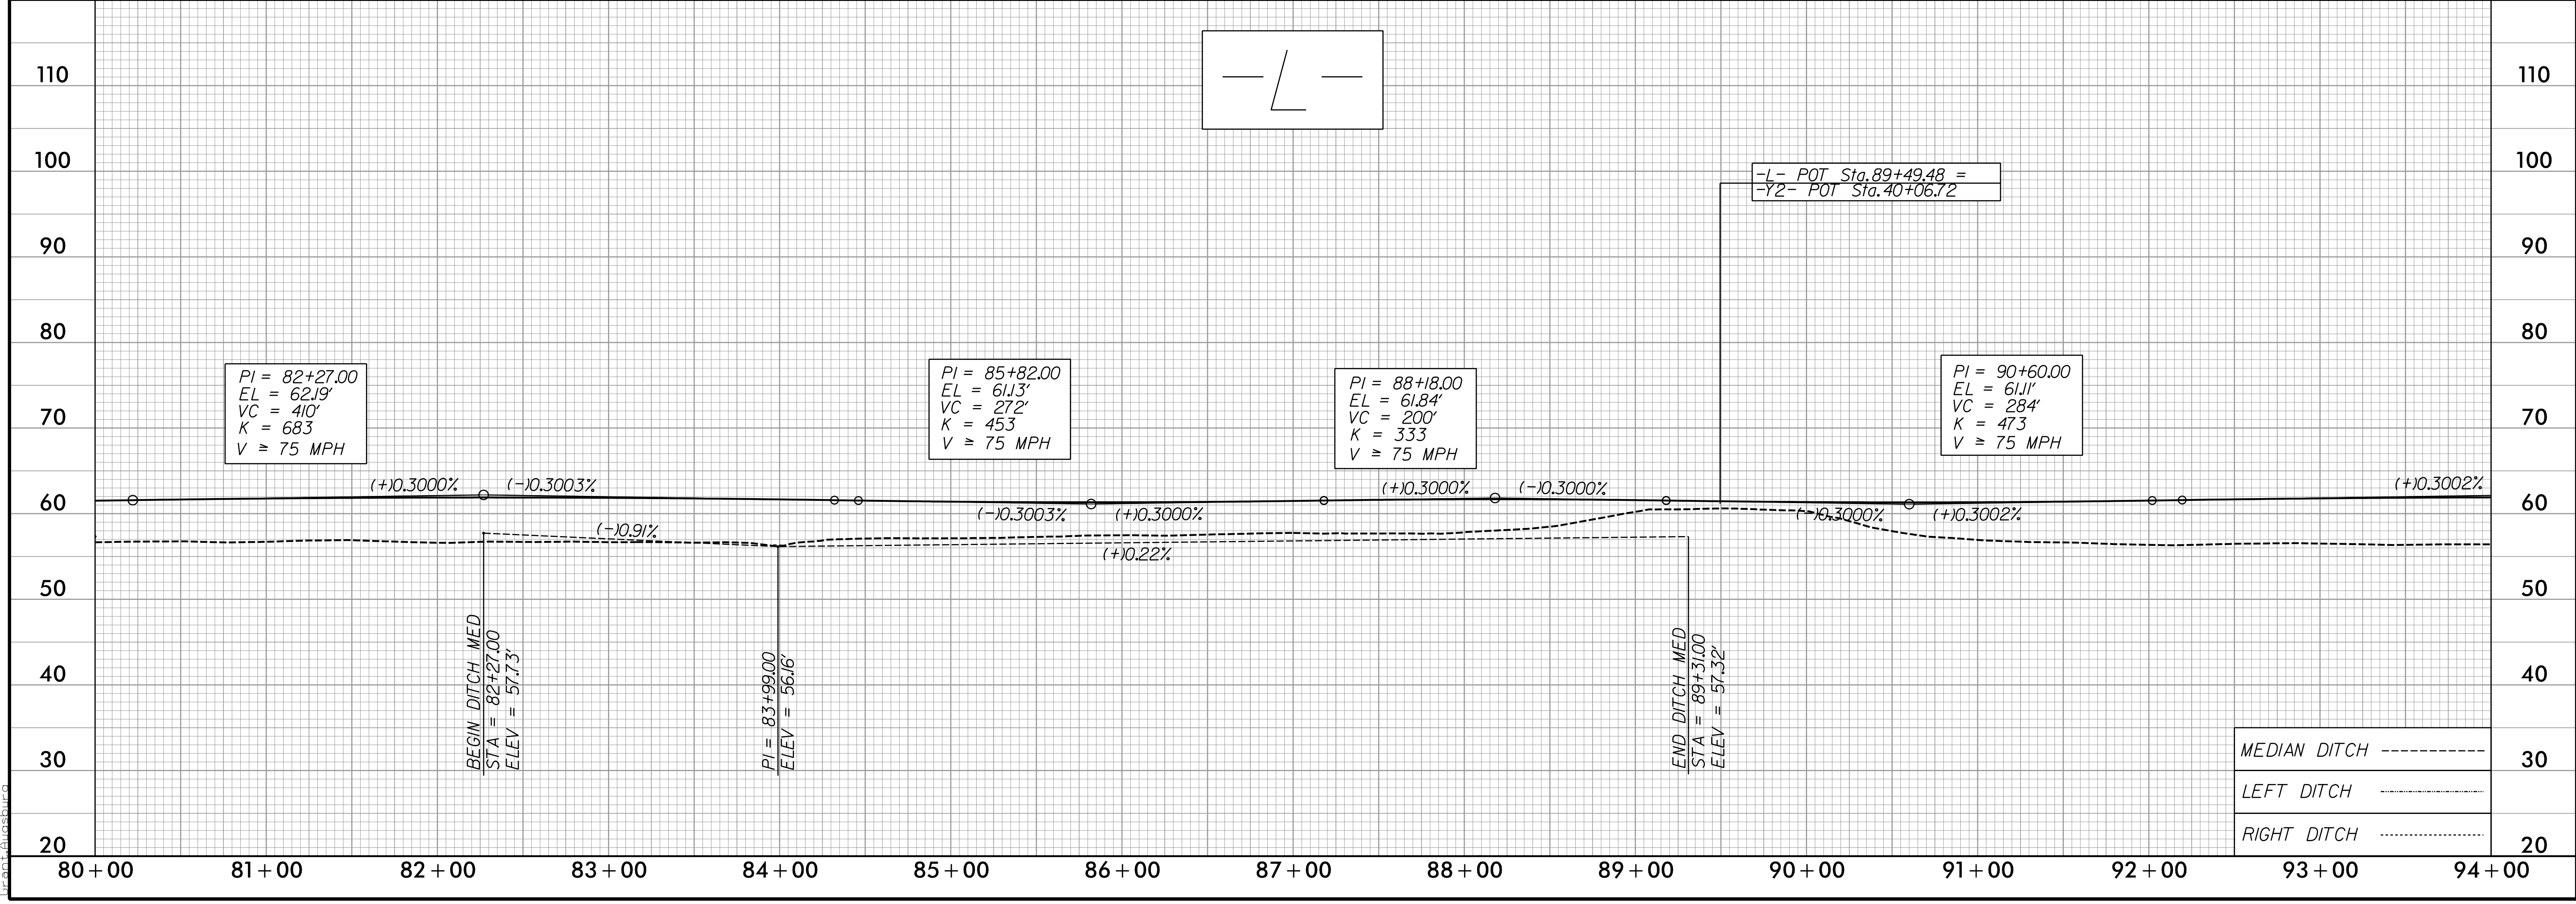 -L-
110
110
100
100
-L- POT Sta.89+49.48 =
-Y2- POT Sta.40+06.72
90
90
80
80
PI = 82+27.00
EL = 62.19'
VC = 410'
K = 683
V ≥ 75 MPH
PI = 85+82.00
EL = 61.13'
VC = 272'
K = 453
V ≥ 75 MPH
PI = 88+18.00
EL = 61.84'
VC = 200'
K = 333
V ≥ 75 MPH
PI = 90+60.00
EL = 61.11'
VC = 284'
K = 473
V ≥ 75 MPH
70
70
(+)0.3000%
(-)0.3003%
(+)0.3000%
(-)0.3000%
(+)0.3002%
60
60
(-)0.3003%
(+)0.3000%
(-)0.3000%
(+)0.3002%
(-)0.91%
(+)0.22%
50
50
BEGIN DITCH MED
STA = 82+27.00
ELEV = 57.73'
PI = 83+99.00
ELEV = 56.16'
END DITCH MED
STA = 89+31.00
ELEV = 57.32'
40
40
30
30
MEDIAN DITCH
LEFT DITCH
RIGHT DITCH
20
20
80+00
81+00
82+00
83+00
84+00
85+00
86+00
87+00
88+00
89+00
90+00
91+00
92+00
93+00
94+00